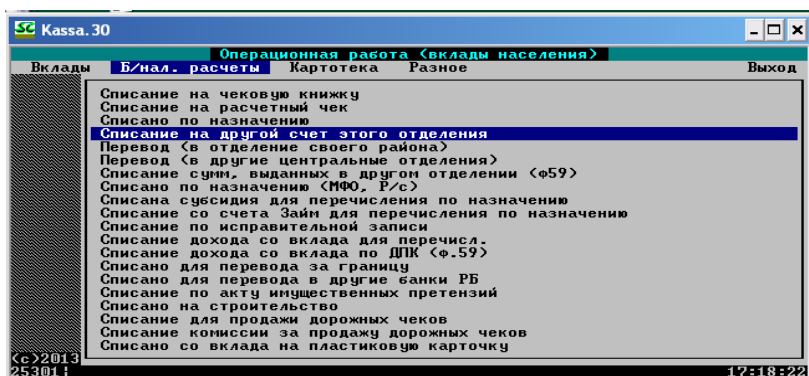 SC Kassa.30
Операционная работа (вклады населения)
Вклады Б/нал. расчеты Картотека Разное Выход
Списание на чековую книжку
Списание на расчетный чек
Списано по назначению
Списание на другой счет этого отделения
Перевод (в отделение своего района)
Перевод (в другие центральные отделения)
Списание сумм, выданных в другом отделении (ф59)
Списано по назначению (МФО, Р/с)
Списана субсидия для перечисления по назначению
Списание со счета Займ для перечисления по назначению
Списание по исправительной записи
Списание дохода со вклада для перечисл.
Списание дохода со вклада по ДПК (ф.59)
Списано для перевода за границу
Списано для перевода в другие банки РБ
Списание по акту имущественных претензий
Списано на строительство
Списание для продажи дорожных чеков
Списание комиссии за продажу дорожных чеков
Списано со вклада на пластиковую карточку
(c)2013
25301¦ 17:18:22